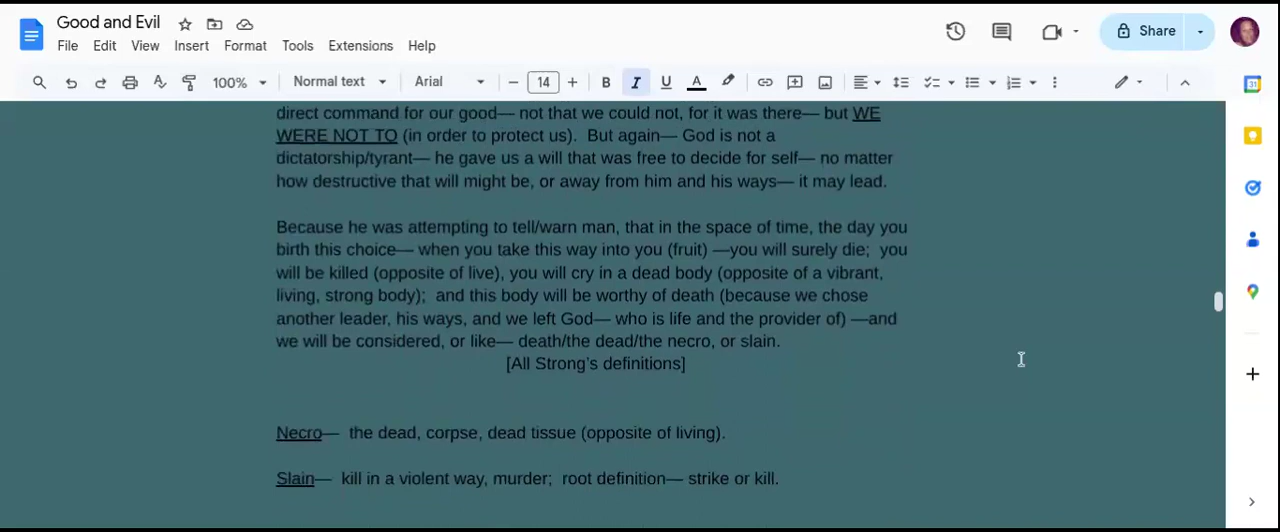 Good and Evil
File Edit View Insert Format Tools Extensions Help
Share
100% Normal text Arial − 14 + B I U A
direct command for our good— not that we could not, for it was there— but WE
WERE NOT TO (in order to protect us).  But again— God is not a
dictatorship/tyrant— he gave us a will that was free to decide for self— no matter
how destructive that will might be, or away from him and his ways— it may lead.
Because he was attempting to tell/warn man, that in the space of time, the day you
birth this choice— when you take this way into you (fruit) —you will surely die;  you
will be killed (opposite of live), you will cry in a dead body (opposite of a vibrant,
living, strong body);  and this body will be worthy of death (because we chose
another leader, his ways, and we left God— who is life and the provider of) —and
we will be considered, or like— death/the dead/the necro, or slain.
[All Strong’s definitions]
Necro—  the dead, corpse, dead tissue (opposite of living).
Slain—  kill in a violent way, murder;  root definition— strike or kill.